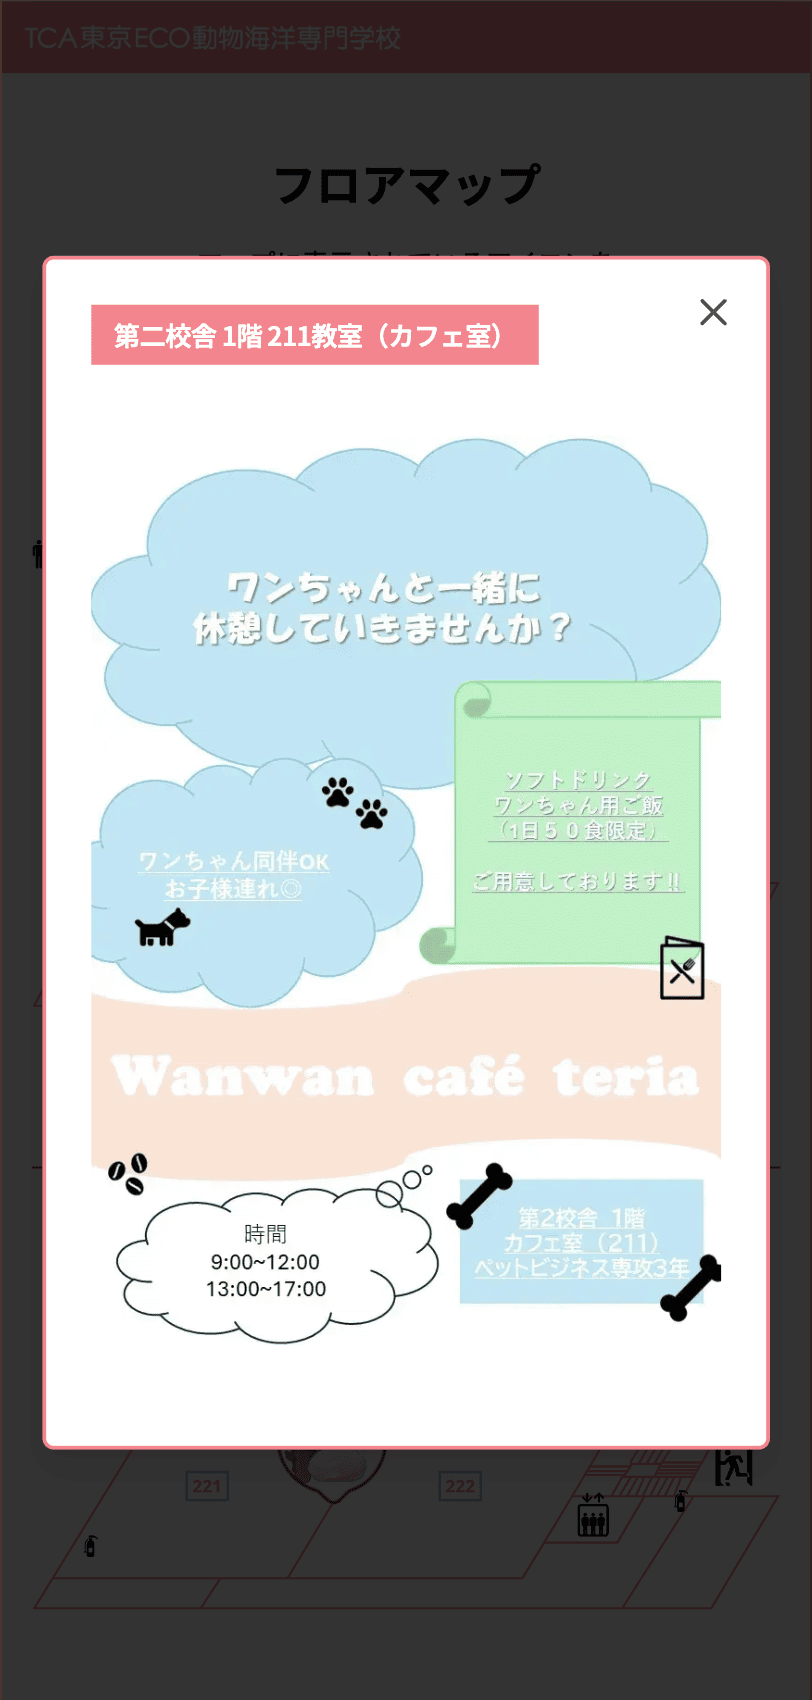 TCA東京ECO動物海洋専門学校
フロアマップ
第二校舎 1階 211教室（カフェ室）
ワンちゃんと一緒に
休憩していきませんか？
ソフトドリンク
ワンちゃん用ご飯
（1日５０食限定）
ご用意しております!!
ワンちゃん同伴OK
お子様連れ◎
Wanwan café teria
時間
9:00~12:00
13:00~17:00
第2校舎 1階
カフェ室（211）
ペットビジネス専攻3年
221
222